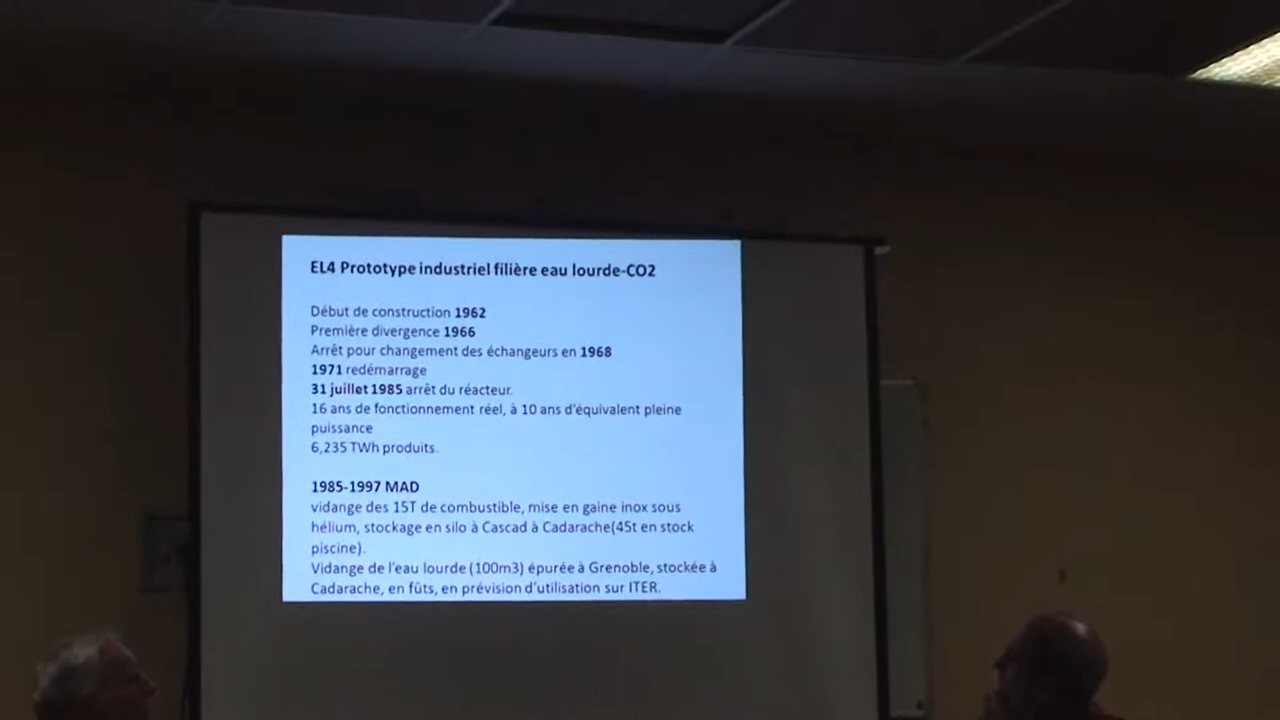 EL4 Prototype industriel filière eau lourde-CO2
Début de construction 1962
Première divergence 1966
Arrêt pour changement des échangeurs en 1968
1971 redémarrage
31 juillet 1985 arrêt du réacteur.
16 ans de fonctionnement réel, à 10 ans d'équivalent pleine
puissance
6,235 TWh produits.
1985-1997 MAD
vidange des 15T de combustible, mise en gaine inox sous
hélium, stockage en silo à Cascad à Cadarache(45t en stock
piscine).
Vidange de l'eau lourde (100m3) épurée à Grenoble, stockée à
Cadarache, en fûts, en prévision d'utilisation sur ITER.